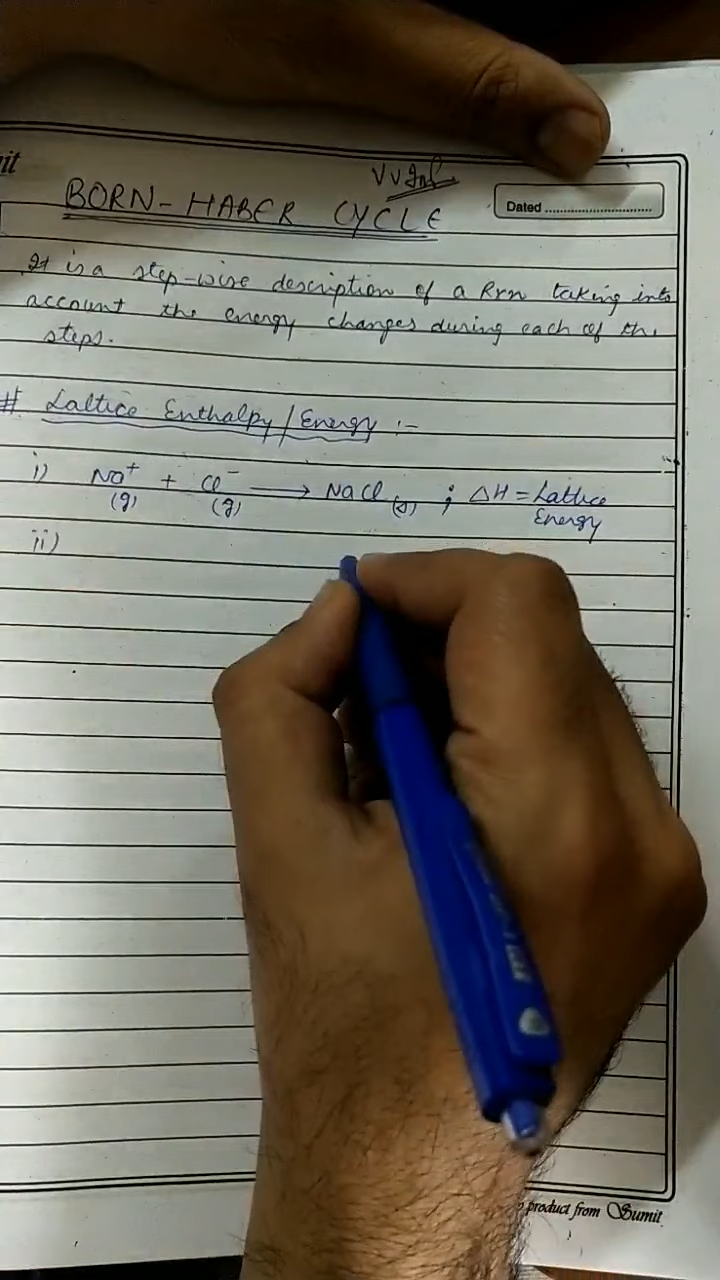 VVImp
BORN-HABER CYCLE
Dated
It is a step-wise description of a Rxn taking into
account the energy changes during each of the
steps.
# Lattice Enthalpy/Energy :-
i) Na⁺(g) + Cl⁻(g) ⟶ NaCl(s) ; ΔH = Lattice
Energy
ii)
product from Sumit